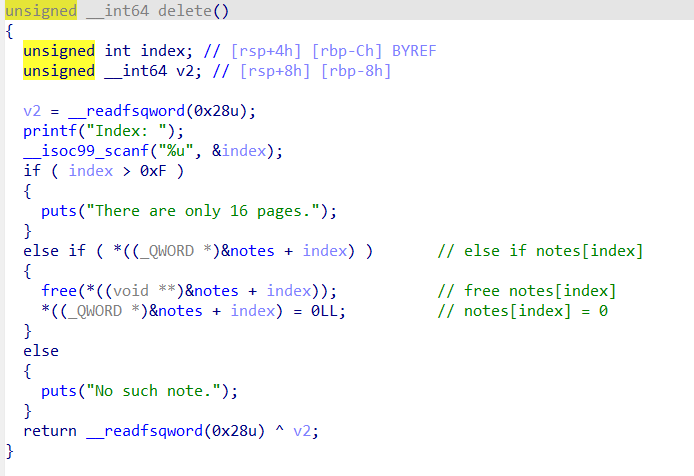 unsigned __int64 delete()
{
  unsigned int index; // [rsp+4h] [rbp-Ch] BYREF
  unsigned __int64 v2; // [rsp+8h] [rbp-8h]

  v2 = __readfsqword(0x28u);
  printf("Index: ");
  __isoc99_scanf("%u", &index);
  if ( index > 0xF )
  {
    puts("There are only 16 pages.");
  }
  else if ( *((_QWORD *)&notes + index) )       // else if notes[index]
  {
    free(*((void **)&notes + index));           // free notes[index]
    *((_QWORD *)&notes + index) = 0LL;          // notes[index] = 0
  }
  else
  {
    puts("No such note.");
  }
  return __readfsqword(0x28u) ^ v2;
}